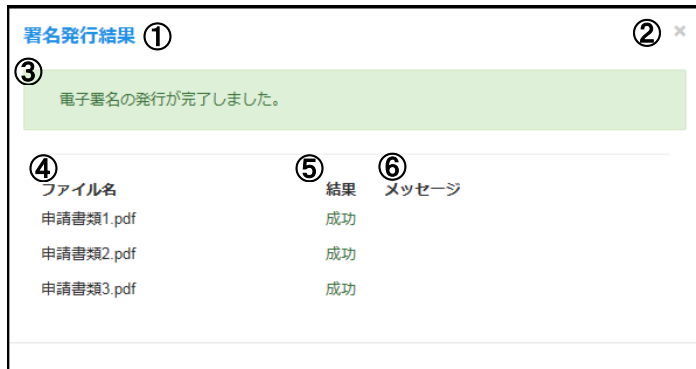 署名発行結果 ① ② ×
③
電子署名の発行が完了しました。
④ ⑤ ⑥
ファイル名 結果 メッセージ
申請書類1.pdf 成功
申請書類2.pdf 成功
申請書類3.pdf 成功